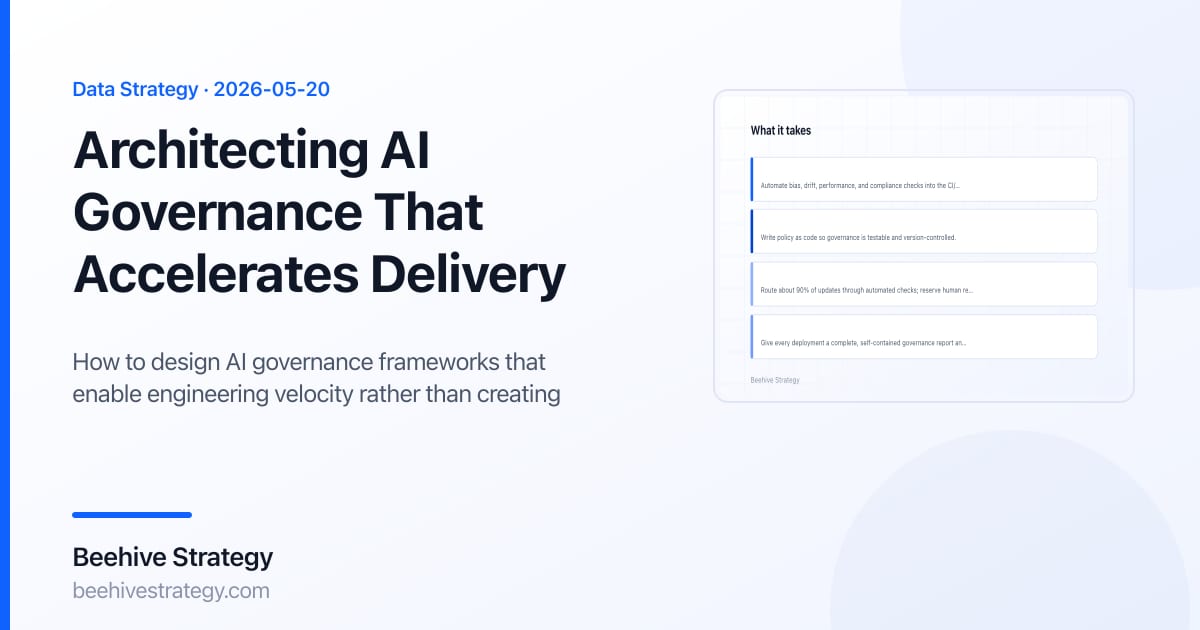 Data Strategy · 2026-05-20
Architecting AI
Governance That
Accelerates Delivery
How to design AI governance frameworks that
enable engineering velocity rather than creating
Beehive Strategy
beehivestrategy.com
What it takes
Automate bias, drift, performance, and compliance checks into the CI/...
Write policy as code so governance is testable and version-controlled.
Route about 90% of updates through automated checks; reserve human re...
Give every deployment a complete, self-contained governance report an...
Beehive Strategy